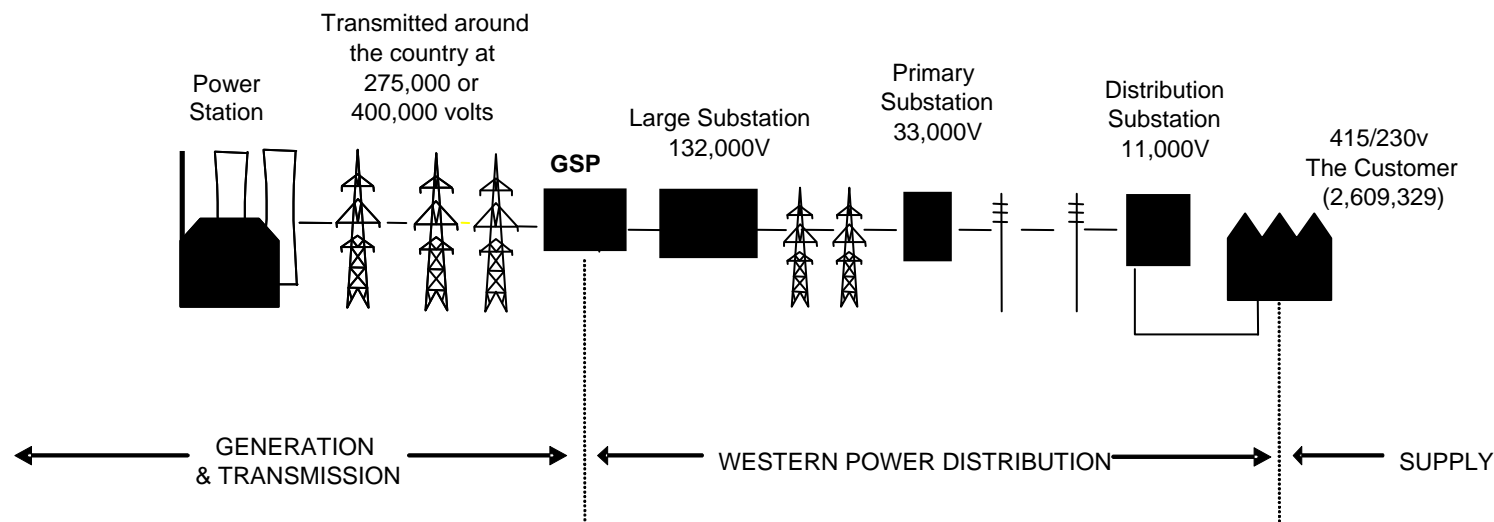 Transmitted around
the country at
275,000 or
400,000 volts
Power
Station
GSP
Large Substation
132,000V
Primary
Substation
33,000V
Distribution
Substation
11,000V
415/230v
The Customer
(2,609,329)
GENERATION
& TRANSMISSION
WESTERN POWER DISTRIBUTION
SUPPLY